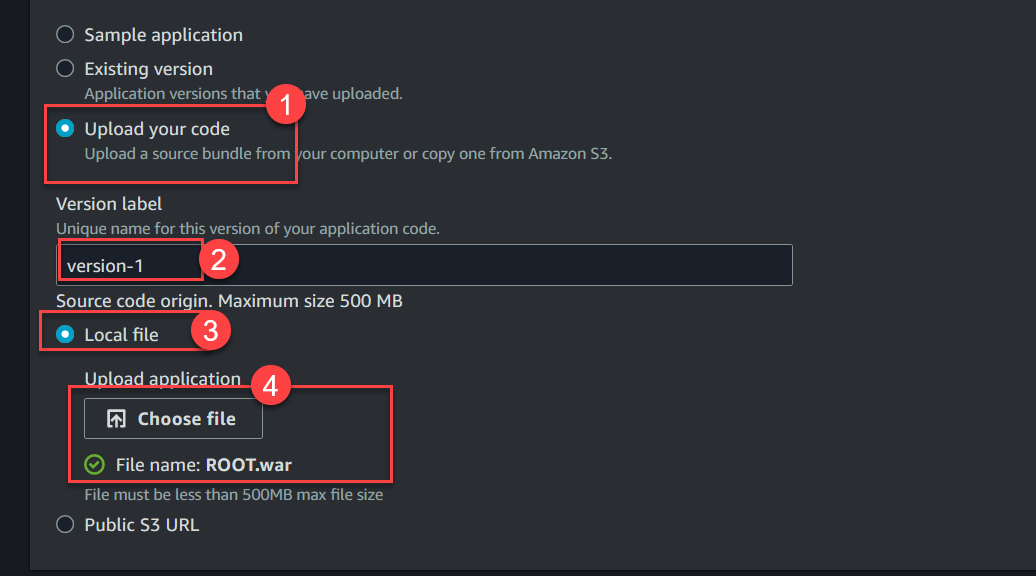 Sample application
Existing version
Application versions that ave uploaded.
1
Upload your code
Upload a source bundle from your computer or copy one from Amazon S3.
Version label
Unique name for this version of your application code.
version-1
2
Source code origin. Maximum size 500 MB
Local file
3
Upload application
4
Choose file
File name: ROOT.war
File must be less than 500MB max file size
Public S3 URL